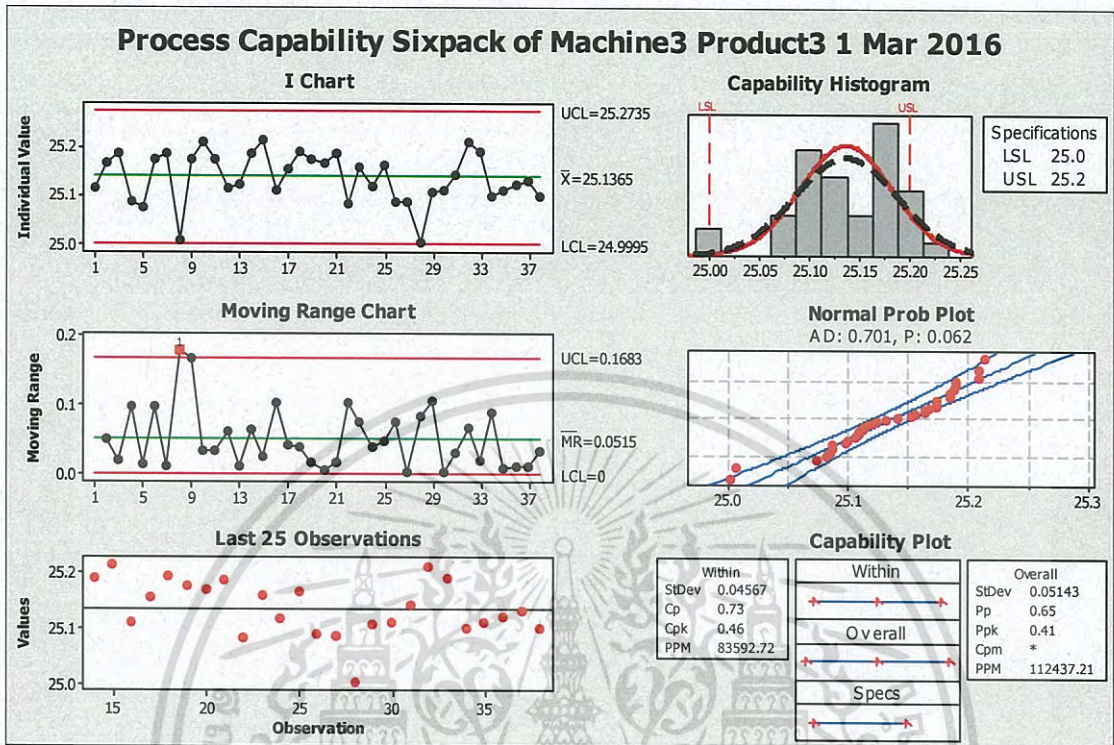 Process Capability Sixpack of Machine3 Product3 1 Mar 2016
I Chart
Individual Value
25.2
25.1
25.0
1 5 9 13 17 21 25 29 33 37
UCL=25.2735
X̄=25.1365
LCL=24.9995
Capability Histogram
LSL USL
25.00 25.05 25.10 25.15 25.20 25.25
Specifications
LSL 25.0
USL 25.2
Moving Range Chart
Moving Range
0.2
0.1
0.0
1
1 5 9 13 17 21 25 29 33 37
UCL=0.1683
M̅R̅=0.0515
LCL=0
Normal Prob Plot
AD: 0.701, P: 0.062
25.0 25.1 25.2 25.3
Last 25 Observations
Values
25.2
25.1
25.0
15 20 25 30 35
Observation
Capability Plot
Within
StDev 0.04567
Cp 0.73
Cpk 0.46
PPM 83592.72
Within
Overall
Specs
Overall
StDev 0.05143
Pp 0.65
Ppk 0.41
Cpm *
PPM 112437.21